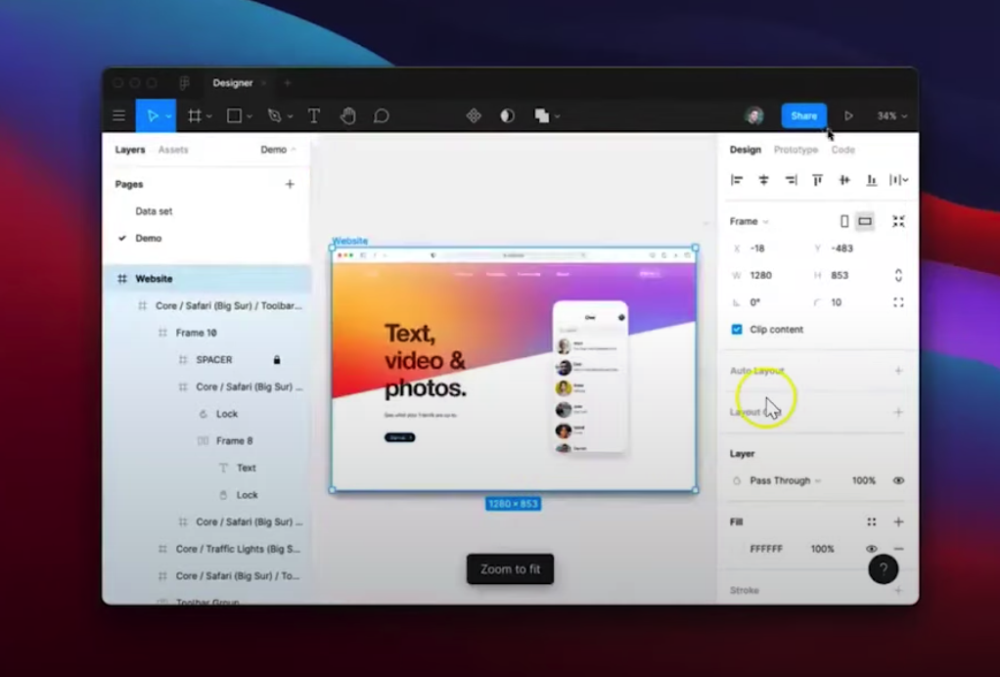 Designer
Share
34%
Layers Assets Demo
Design Prototype Code
Pages
Data set
Demo
Website
Core / Safari (Big Sur) / Toolbar...
Frame 10
SPACER
Core / Safari (Big Sur) ...
Lock
Frame 8
Text
Lock
Core / Safari (Big Sur) ...
Core / Traffic Lights (Big S...
Core / Safari (Big Sur) / To...
Toolbar Group
Website
Text,
video &
photos.
Chat
1280 × 853
Zoom to fit
Frame
X -18 Y -483
W 1280 H 853
0° 10
Clip content
Auto Layout
Layout
Layer
Pass Through 100%
Fill
FFFFFF 100%
?
Stroke